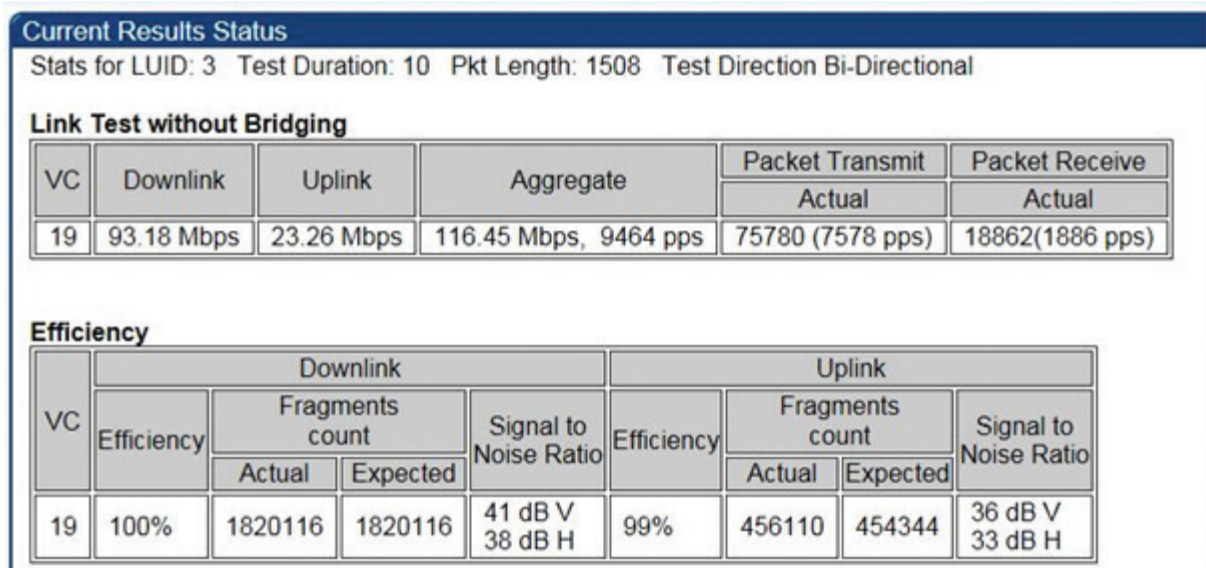 Current Results Status
Stats for LUID: 3 Test Duration: 10 Pkt Length: 1508 Test Direction Bi-Directional
Link Test without Bridging
VC Downlink Uplink Aggregate Packet Transmit Packet Receive
Actual Actual
19 93.18 Mbps 23.26 Mbps 116.45 Mbps, 9464 pps 75780 (7578 pps) 18862(1886 pps)
Efficiency
VC Downlink Uplink
Efficiency Fragments count Signal to Noise Ratio Efficiency Fragments count Signal to Noise Ratio
Actual Expected Actual Expected
19 100% 1820116 1820116 41 dB V 38 dB H 99% 456110 454344 36 dB V 33 dB H